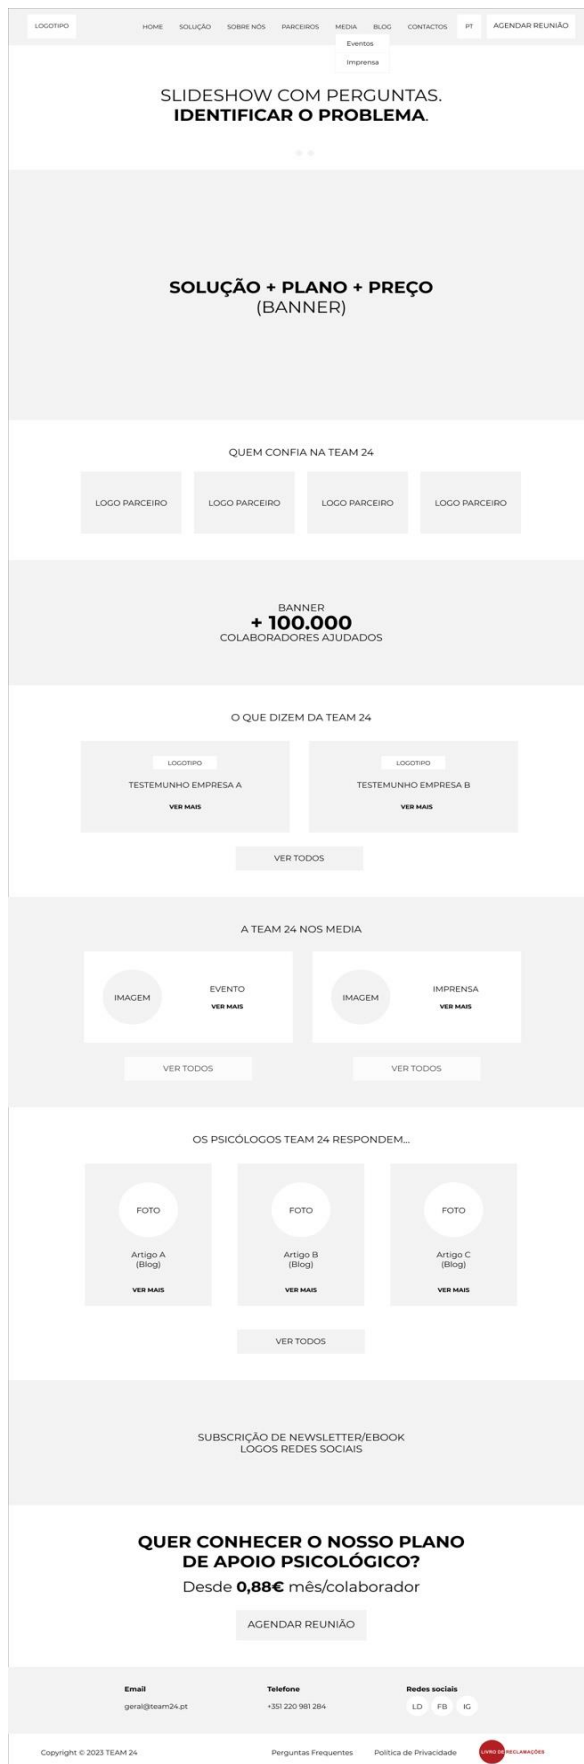 LOGOTIPO
HOME SOLUÇÃO SOBRE NÓS PARCEIROS MEDIA BLOG CONTACTOS PT AGENDAR REUNIÃO
Eventos
Imprensa
SLIDESHOW COM PERGUNTAS.
IDENTIFICAR O PROBLEMA.
SOLUÇÃO + PLANO + PREÇO
(BANNER)
QUEM CONFIA NA TEAM 24
LOGO PARCEIRO LOGO PARCEIRO LOGO PARCEIRO LOGO PARCEIRO
BANNER
+ 100.000
COLABORADORES AJUDADOS
O QUE DIZEM DA TEAM 24
LOGOTIPO
TESTEMUNHO EMPRESA A
VER MAIS
LOGOTIPO
TESTEMUNHO EMPRESA B
VER MAIS
VER TODOS
A TEAM 24 NOS MEDIA
IMAGEM
EVENTO
VER MAIS
IMAGEM
IMPRENSA
VER MAIS
VER TODOS
VER TODOS
OS PSICÓLOGOS TEAM 24 RESPONDEM...
FOTO
Artigo A
(Blog)
VER MAIS
FOTO
Artigo B
(Blog)
VER MAIS
FOTO
Artigo C
(Blog)
VER MAIS
VER TODOS
SUBSCRIÇÃO DE NEWSLETTER/EBOOK
LOGOS REDES SOCIAIS
QUER CONHECER O NOSSO PLANO
DE APOIO PSICOLÓGICO?
Desde 0,88€ mês/colaborador
AGENDAR REUNIÃO
Email
geral@team24.pt
Telefone
+351 220 981 284
Redes sociais
LD FB IG
Copyright © 2023 TEAM 24
Perguntas Frequentes
Política de Privacidade
LIVRO DE RECLAMAÇÕES